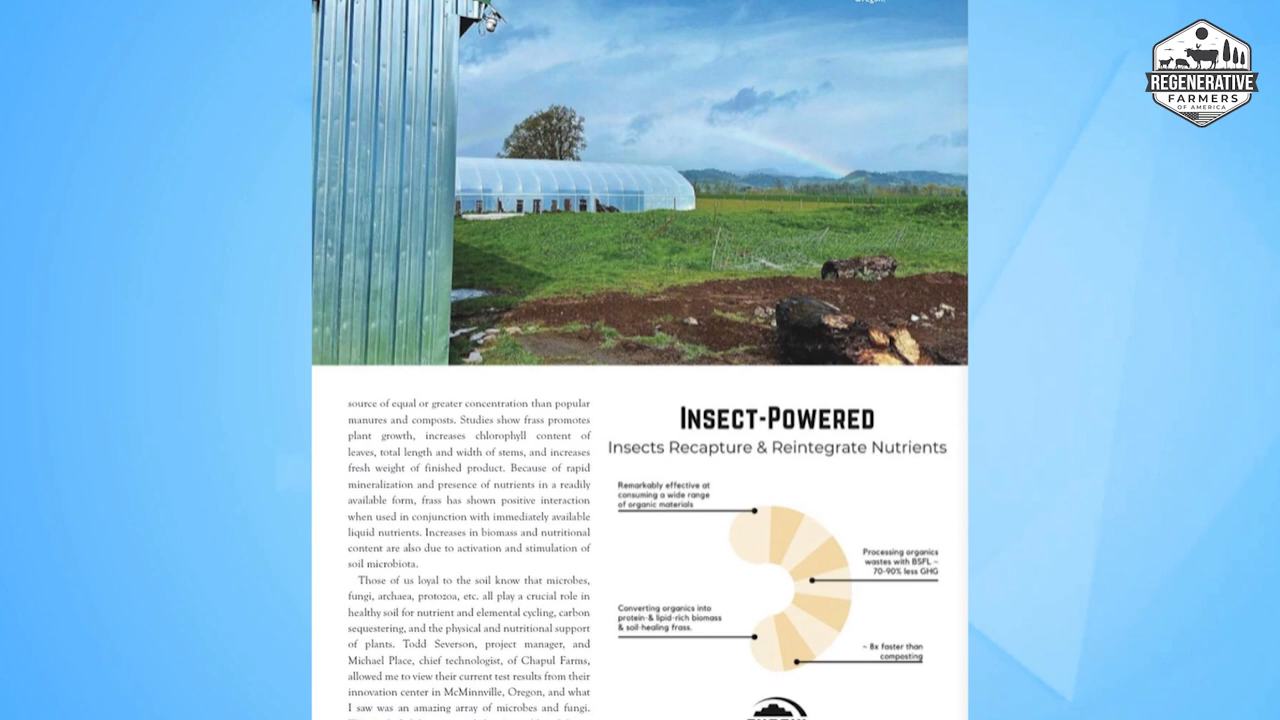 Oregon.
REGENERATIVE
FARMERS
OF AMERICA
source of equal or greater concentration than popular
manures and composts. Studies show frass promotes
plant growth, increases chlorophyll content of
leaves, total length and width of stems, and increases
fresh weight of finished product. Because of rapid
mineralization and presence of nutrients in a readily
available form, frass has shown positive interaction
when used in conjunction with immediately available
liquid nutrients. Increases in biomass and nutritional
content are also due to activation and stimulation of
soil microbiota.
Those of us loyal to the soil know that microbes,
fungi, archaea, protozoa, etc. all play a crucial role in
healthy soil for nutrient and elemental cycling, carbon
sequestering, and the physical and nutritional support
of plants. Todd Severson, project manager, and
Michael Place, chief technologist, of Chapul Farms,
allowed me to view their current test results from their
innovation center in McMinnville, Oregon, and what
I saw was an amazing array of microbes and fungi.
INSECT-POWERED
Insects Recapture & Reintegrate Nutrients
Remarkably effective at
consuming a wide range
of organic materials
Processing organics
wastes with BSFL ~
70-90% less GHG
Converting organics into
protein-& lipid-rich biomass
& soil-healing frass.
~ 8x faster than
composting